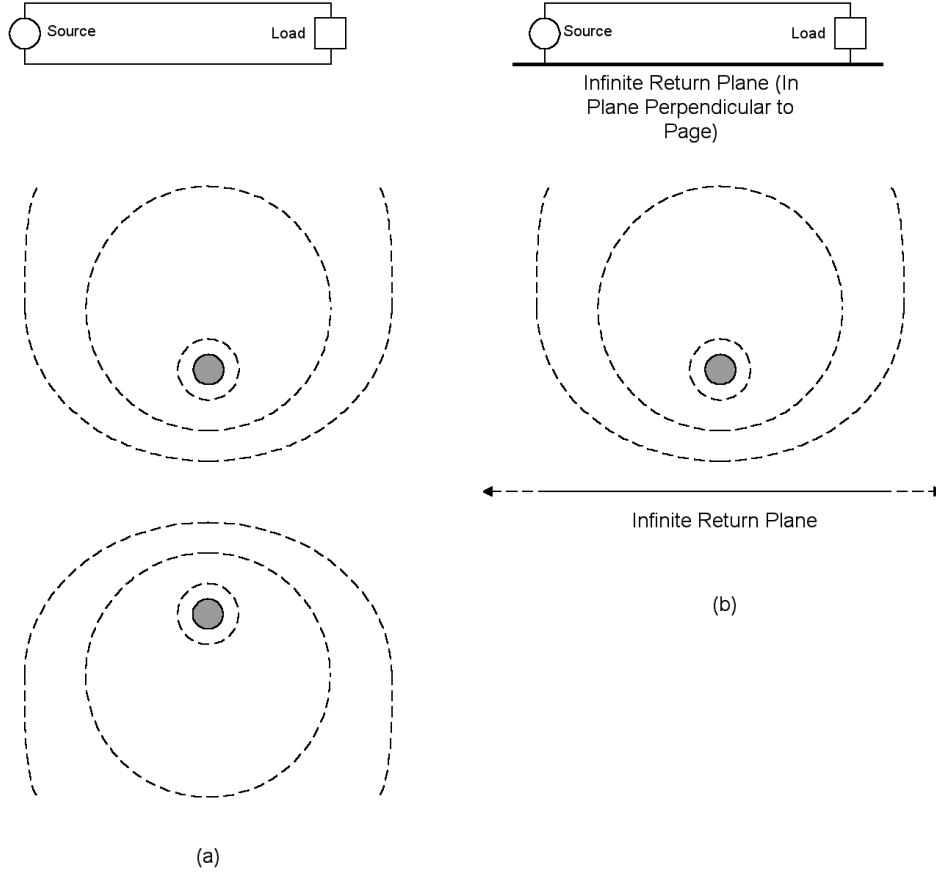 Source
Load
Source
Load
Infinite Return Plane (In
Plane Perpendicular to
Page)
Infinite Return Plane
(b)
(a)